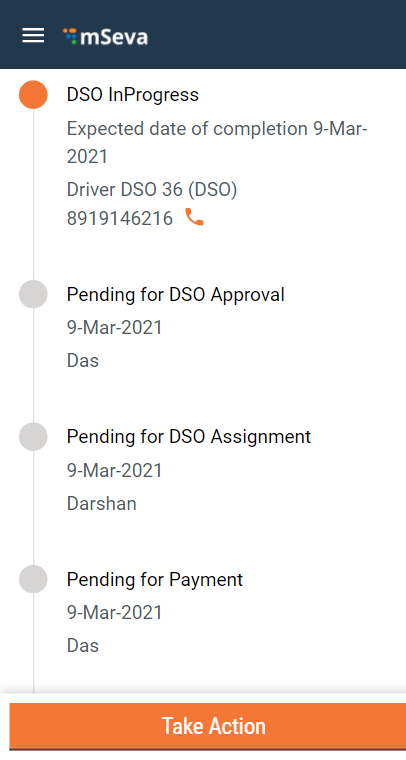 mSeva
DSO InProgress
Expected date of completion 9-Mar-
2021
Driver DSO 36 (DSO)
8919146216
Pending for DSO Approval
9-Mar-2021
Das
Pending for DSO Assignment
9-Mar-2021
Darshan
Pending for Payment
9-Mar-2021
Das
Take Action